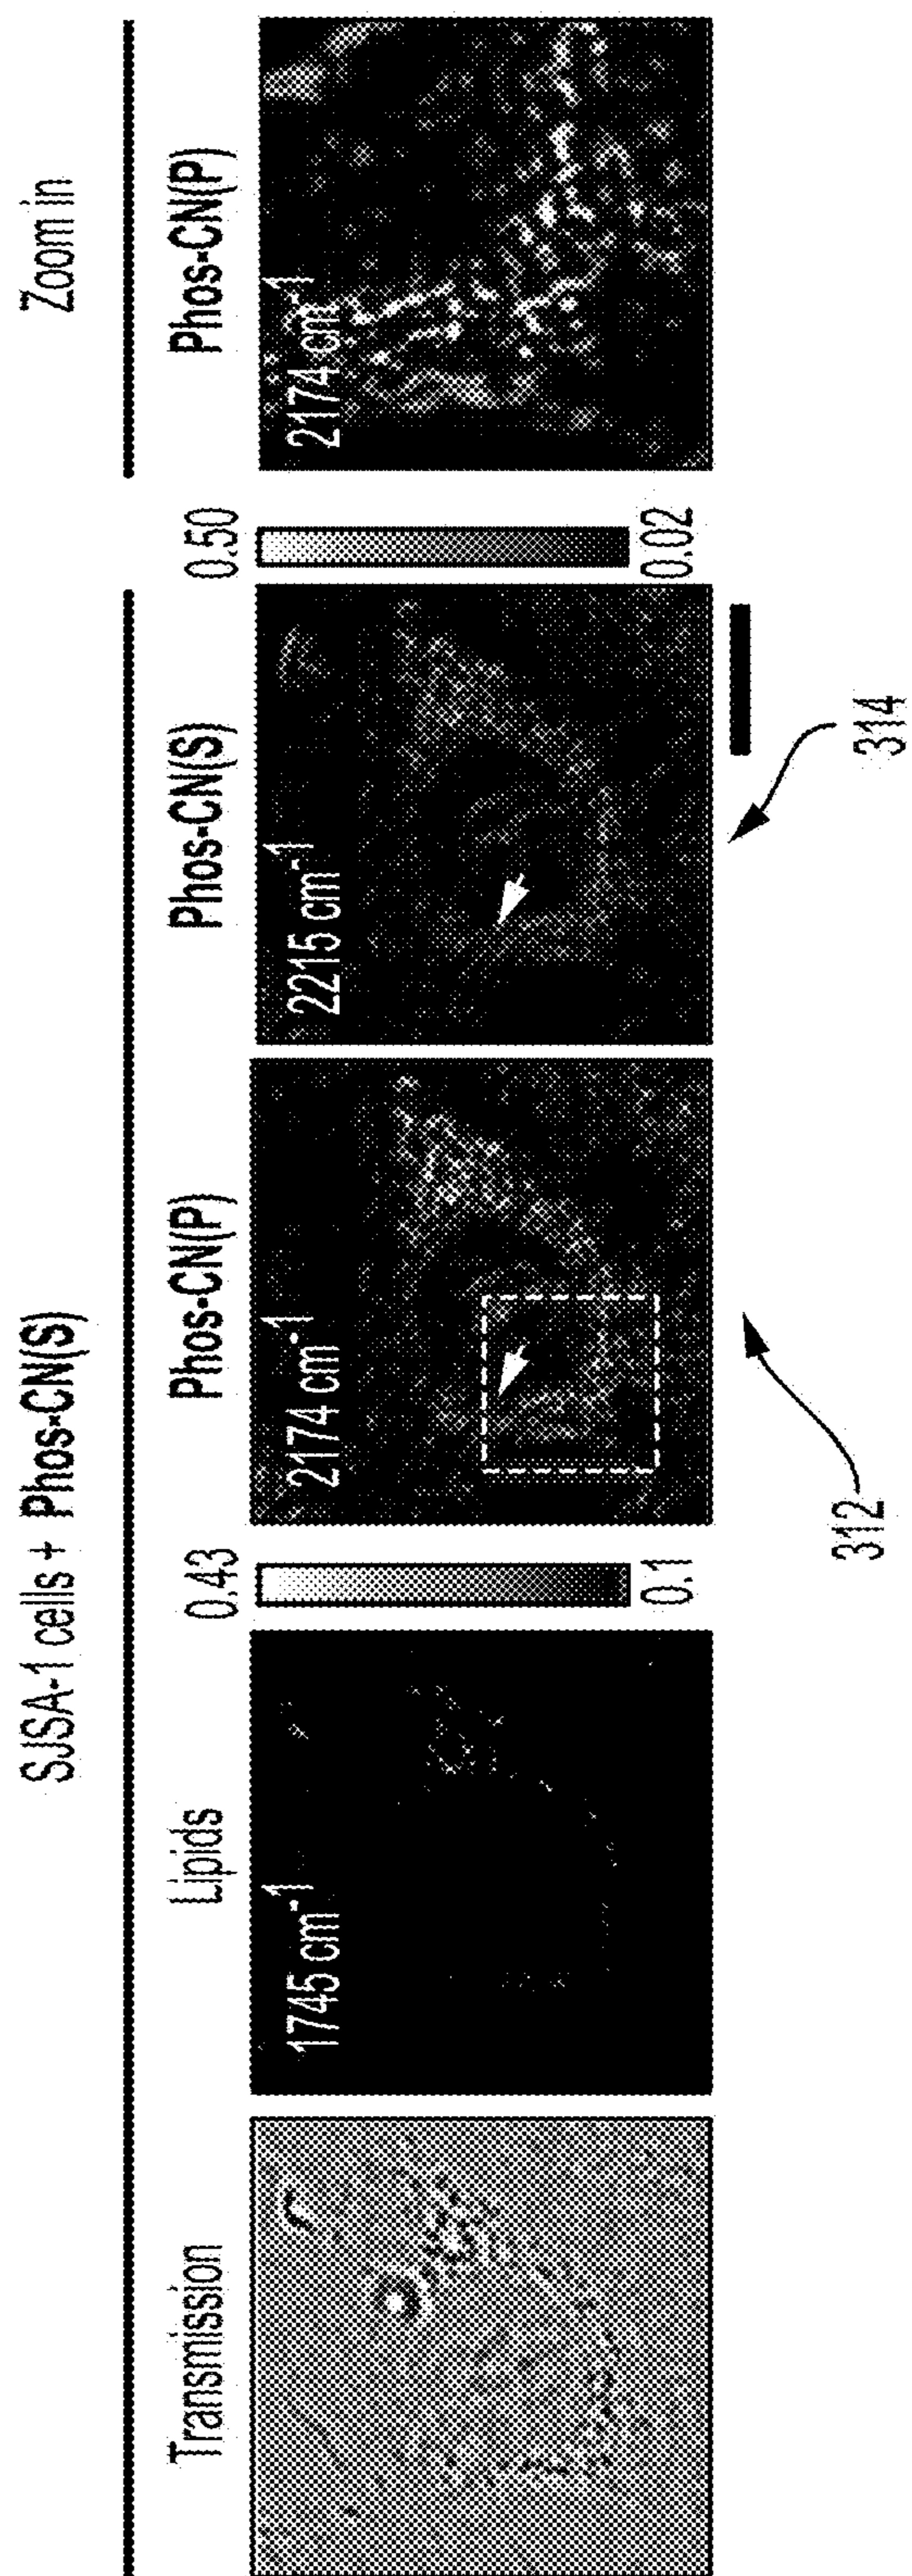 SJSA-1 cells + Phos-CN(S)
Zoom in
Transmission
Lipids
Phos-CN(P)
Phos-CN(S)
Phos-CN(P)
1745 cm-1
0.43
0.1
2174 cm-1
2215 cm-1
0.50
0.02
2174 cm-1
312
314